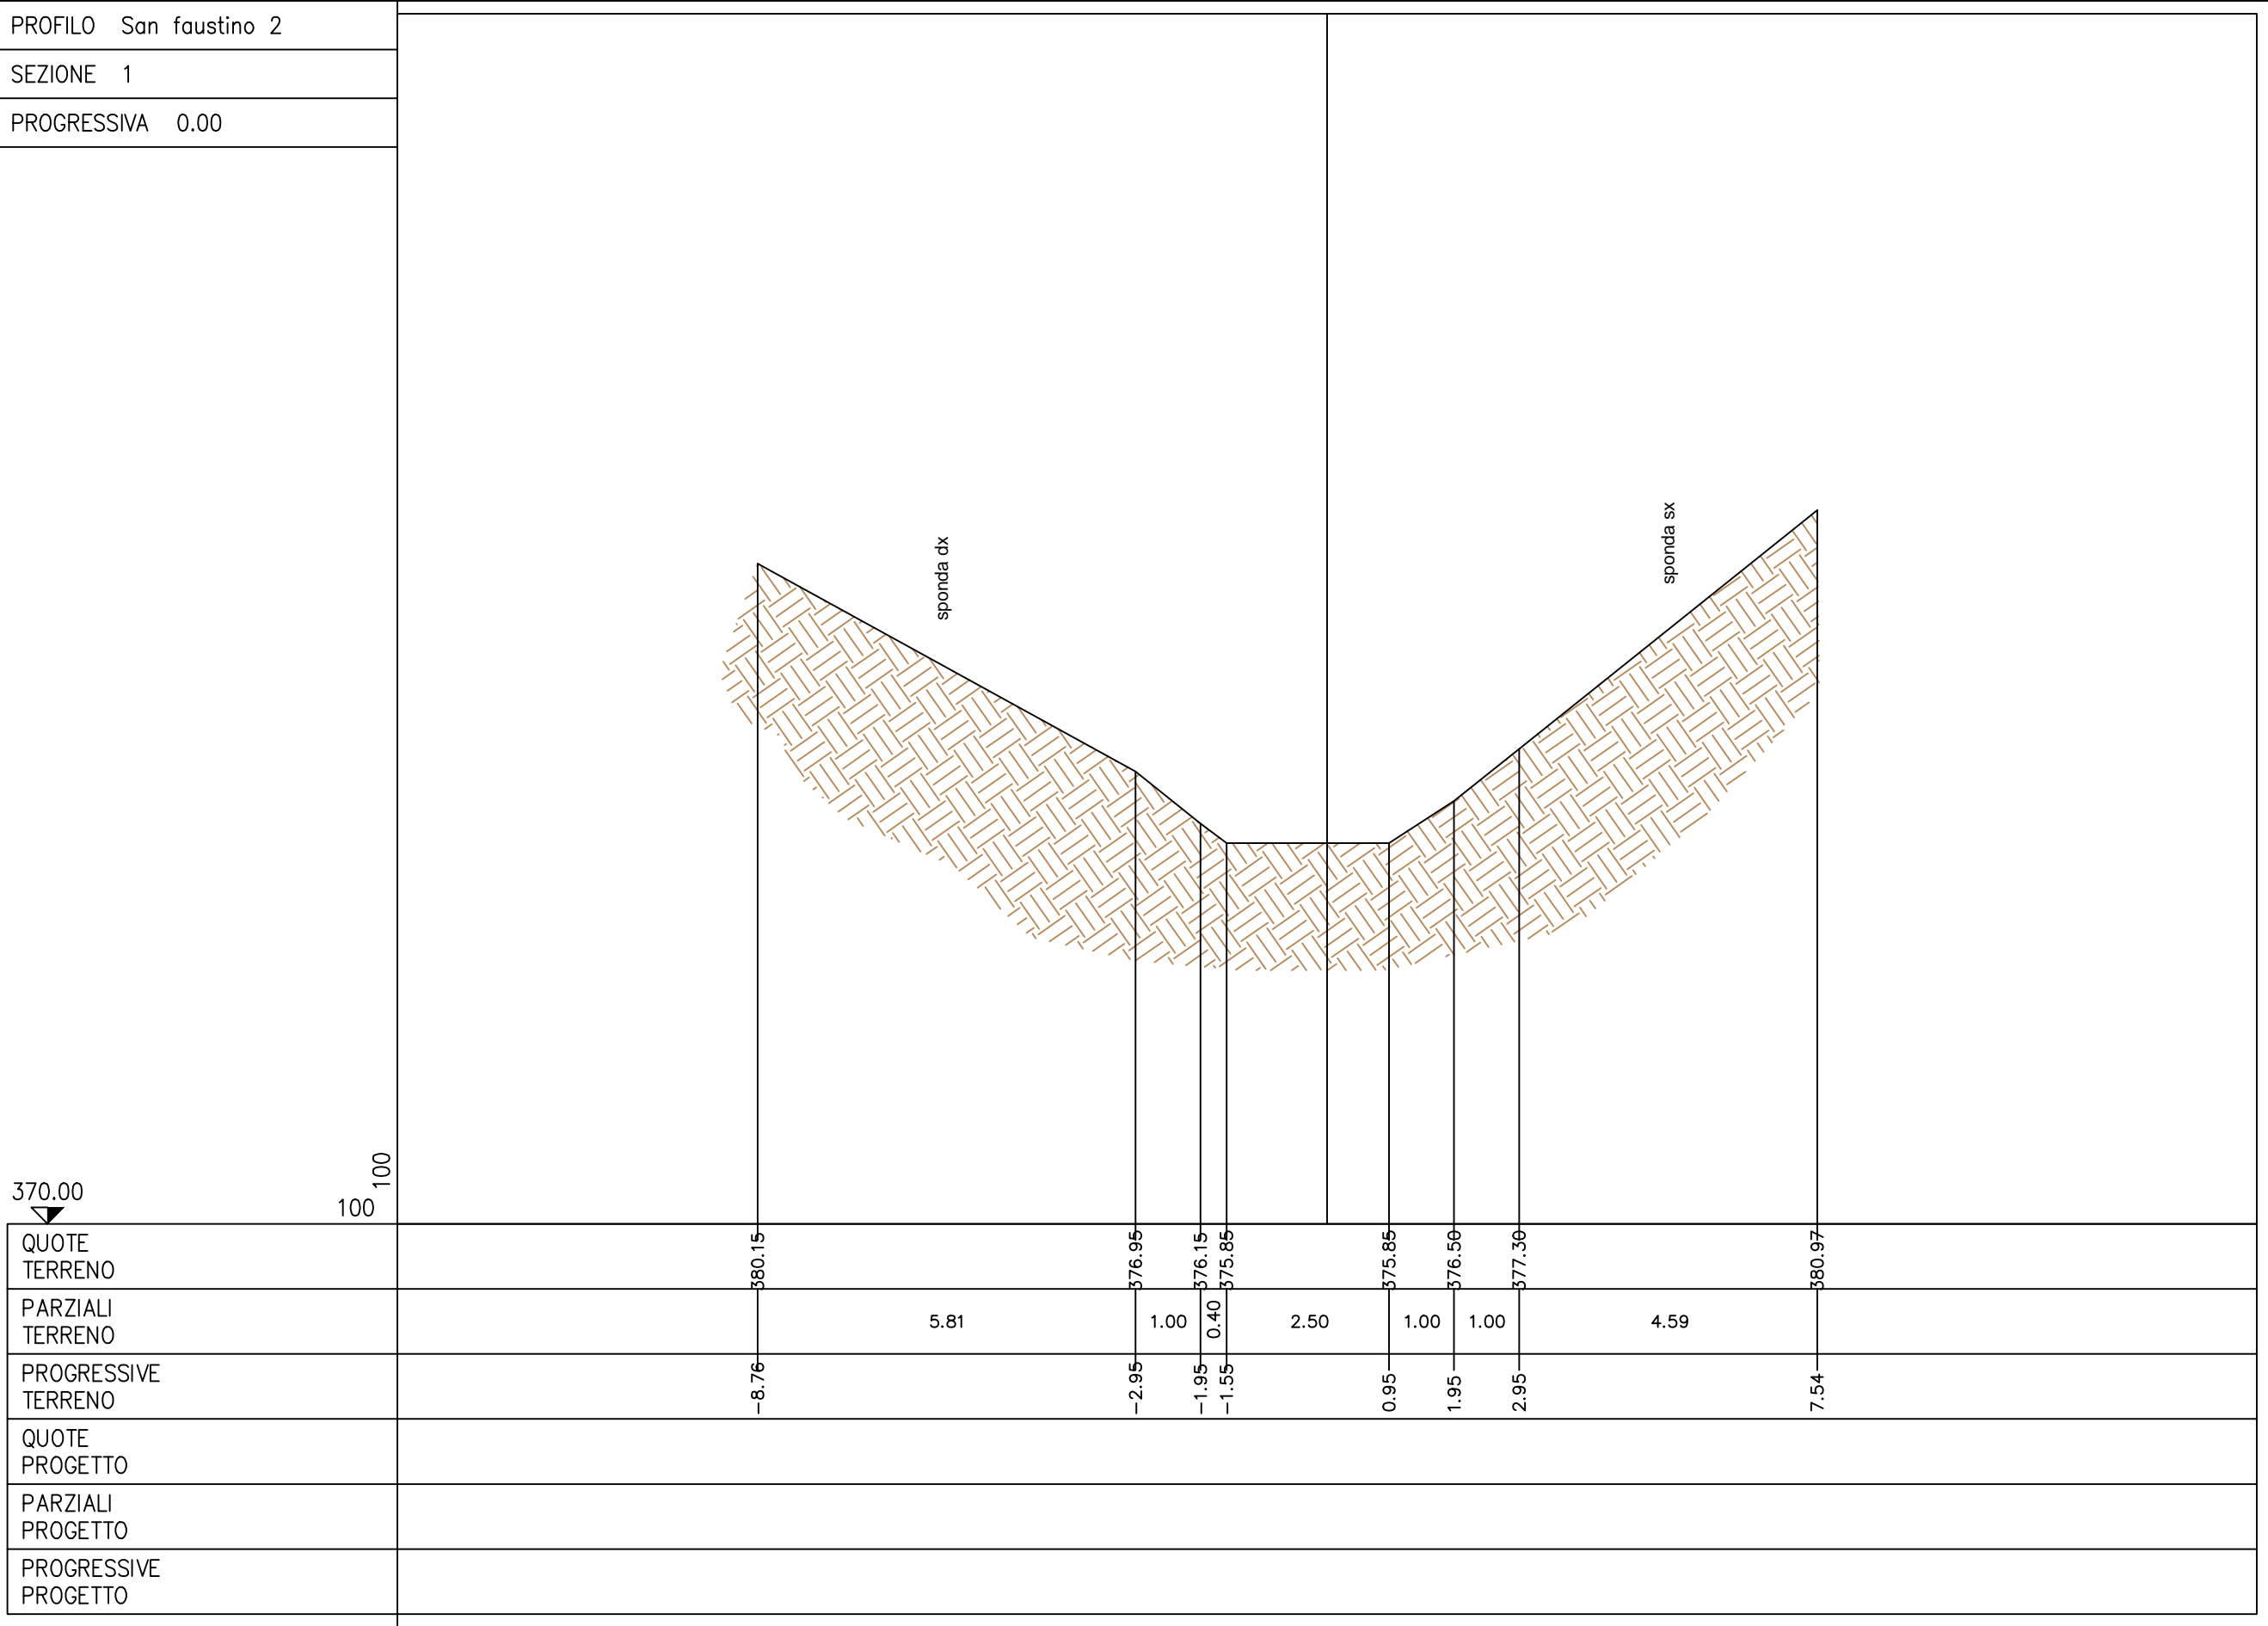 PROFILO San faustino 2
SEZIONE 1
PROGRESSIVA 0.00
sponda dx
sponda sx
100
370.00
100
QUOTE
TERRENO
380.15 376.95 376.15 375.85 375.85 376.50 377.30 380.97
PARZIALI
TERRENO
5.81 1.00 0.40 2.50 1.00 1.00 4.59
PROGRESSIVE
TERRENO
-8.76 -2.95 -1.95 -1.55 0.95 1.95 2.95 7.54
QUOTE
PROGETTO
PARZIALI
PROGETTO
PROGRESSIVE
PROGETTO